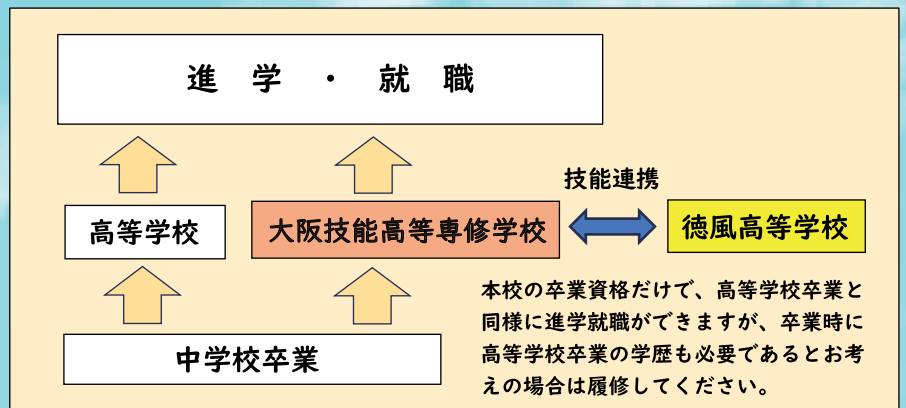 進学・就職
技能連携
高等学校
大阪技能高等専修学校
徳風高等学校
本校の卒業資格だけで、高等学校卒業と
同様に進学就職ができますが、卒業時に
高等学校卒業の学歴も必要であるとお考
えの場合は履修してください。
中学校卒業